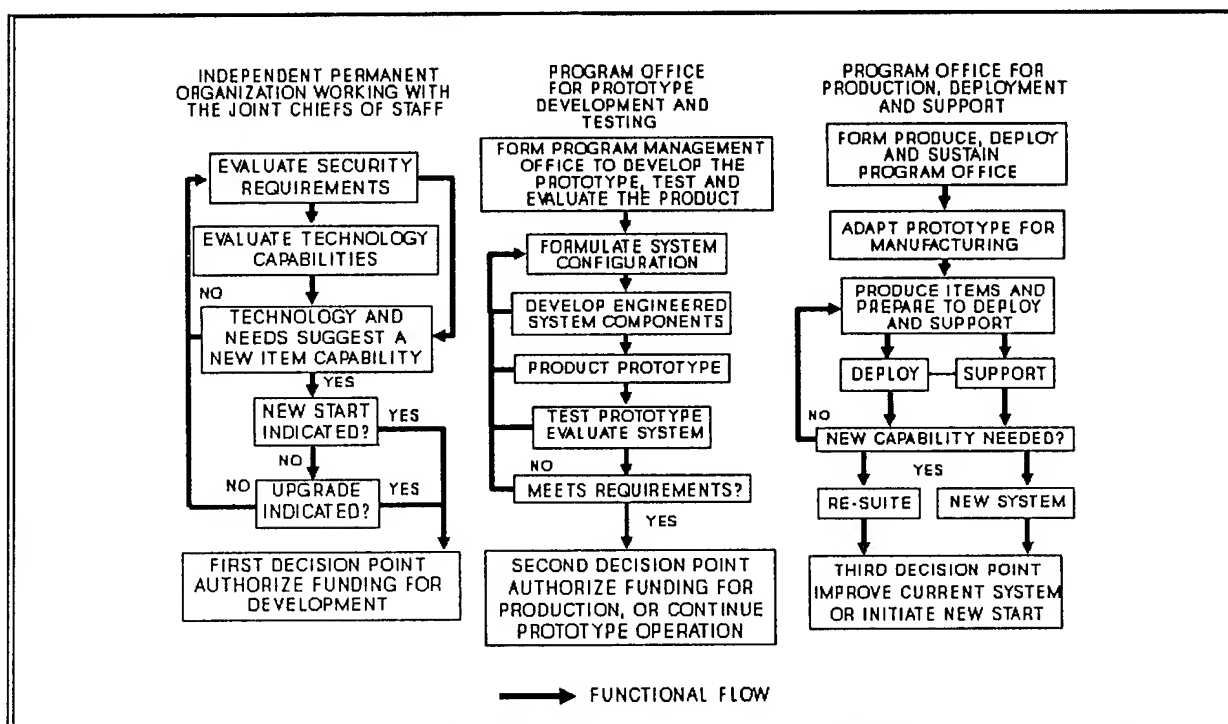 INDEPENDENT PERMANENT
ORGANIZATION WORKING WITH
THE JOINT CHIEFS OF STAFF
EVALUATE SECURITY
REQUIREMENTS
EVALUATE TECHNOLOGY
CAPABILITIES
NO
TECHNOLOGY AND
NEEDS SUGGEST A
NEW ITEM CAPABILITY
YES
NEW START
INDICATED?
YES
NO
NO
UPGRADE
INDICATED?
YES
FIRST DECISION POINT
AUTHORIZE FUNDING FOR
DEVELOPMENT
PROGRAM OFFICE
FOR PROTOTYPE
DEVELOPMENT AND
TESTING
FORM PROGRAM MANAGEMENT
OFFICE TO DEVELOP THE
PROTOTYPE, TEST AND
EVALUATE THE PRODUCT
FORMULATE SYSTEM
CONFIGURATION
DEVELOP ENGINEERED
SYSTEM COMPONENTS
PRODUCT PROTOTYPE
TEST PROTOTYPE
EVALUATE SYSTEM
NO
MEETS REQUIREMENTS?
YES
SECOND DECISION POINT
AUTHORIZE FUNDING FOR
PRODUCTION, OR CONTINUE
PROTOTYPE OPERATION
PROGRAM OFFICE FOR
PRODUCTION, DEPLOYMENT
AND SUPPORT
FORM PRODUCE, DEPLOY
AND SUSTAIN
PROGRAM OFFICE
ADAPT PROTOTYPE FOR
MANUFACTURING
PRODUCE ITEMS AND
PREPARE TO DEPLOY
AND SUPPORT
DEPLOY
SUPPORT
NO
NEW CAPABILITY NEEDED?
YES
RE-SUITE
NEW SYSTEM
THIRD DECISION POINT
IMPROVE CURRENT SYSTEM
OR INITIATE NEW START
FUNCTIONAL FLOW